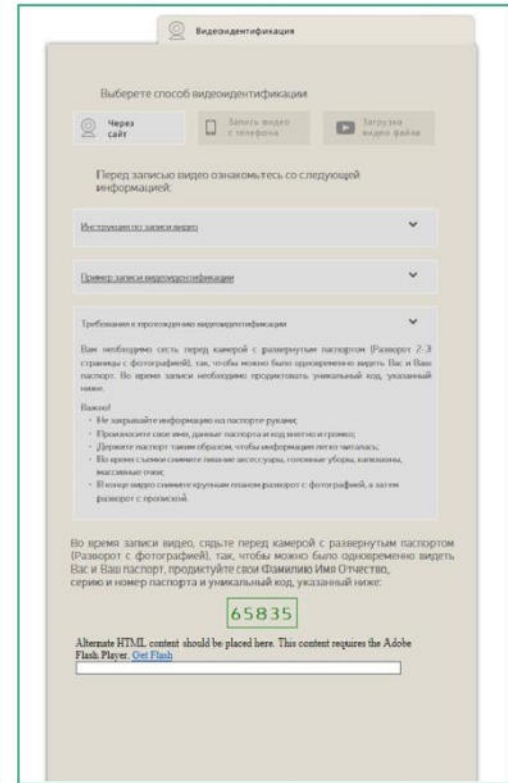 Видеоидентификация
Выберете способ видеоидентификации
Через
сайт
Запись видео
с телефона
Загрузка
видео файла
Перед записью видео ознакомьтесь со следующей
информацией:
Инструкция по записи видео
Пример записи видеоидентификации
Требования к прохождению видеоидентификации
Вам необходимо сесть перед камерой с развернутым паспортом (Разворот 2-3
страницы с фотографией), так, чтобы можно было одновременно видеть Вас и Ваш
паспорт. Во время записи необходимо продиктовать уникальный код, указанный
ниже.
Важно!
· Не закрывайте информацию на паспорте руками;
· Произносите свое имя, данные паспорта и код внятно и громко;
· Держите паспорт таким образом, чтобы информация легко читалась;
· Во время съемки снимите лишние аксессуары, головные уборы, капюшоны,
массивные очки;
· В конце видео снимите крупным планом разворот с фотографией, а затем
разворот с пропиской.
Во время записи видео, сядьте перед камерой с развернутым паспортом
(Разворот с фотографией), так, чтобы можно было одновременно видеть
Вас и Ваш паспорт, продиктуйте свои Фамилию Имя Отчество,
серию и номер паспорта и уникальный код, указанный ниже:
65835
Alternate HTML content should be placed here. This content requires the Adobe
Flash Player. Get Flash